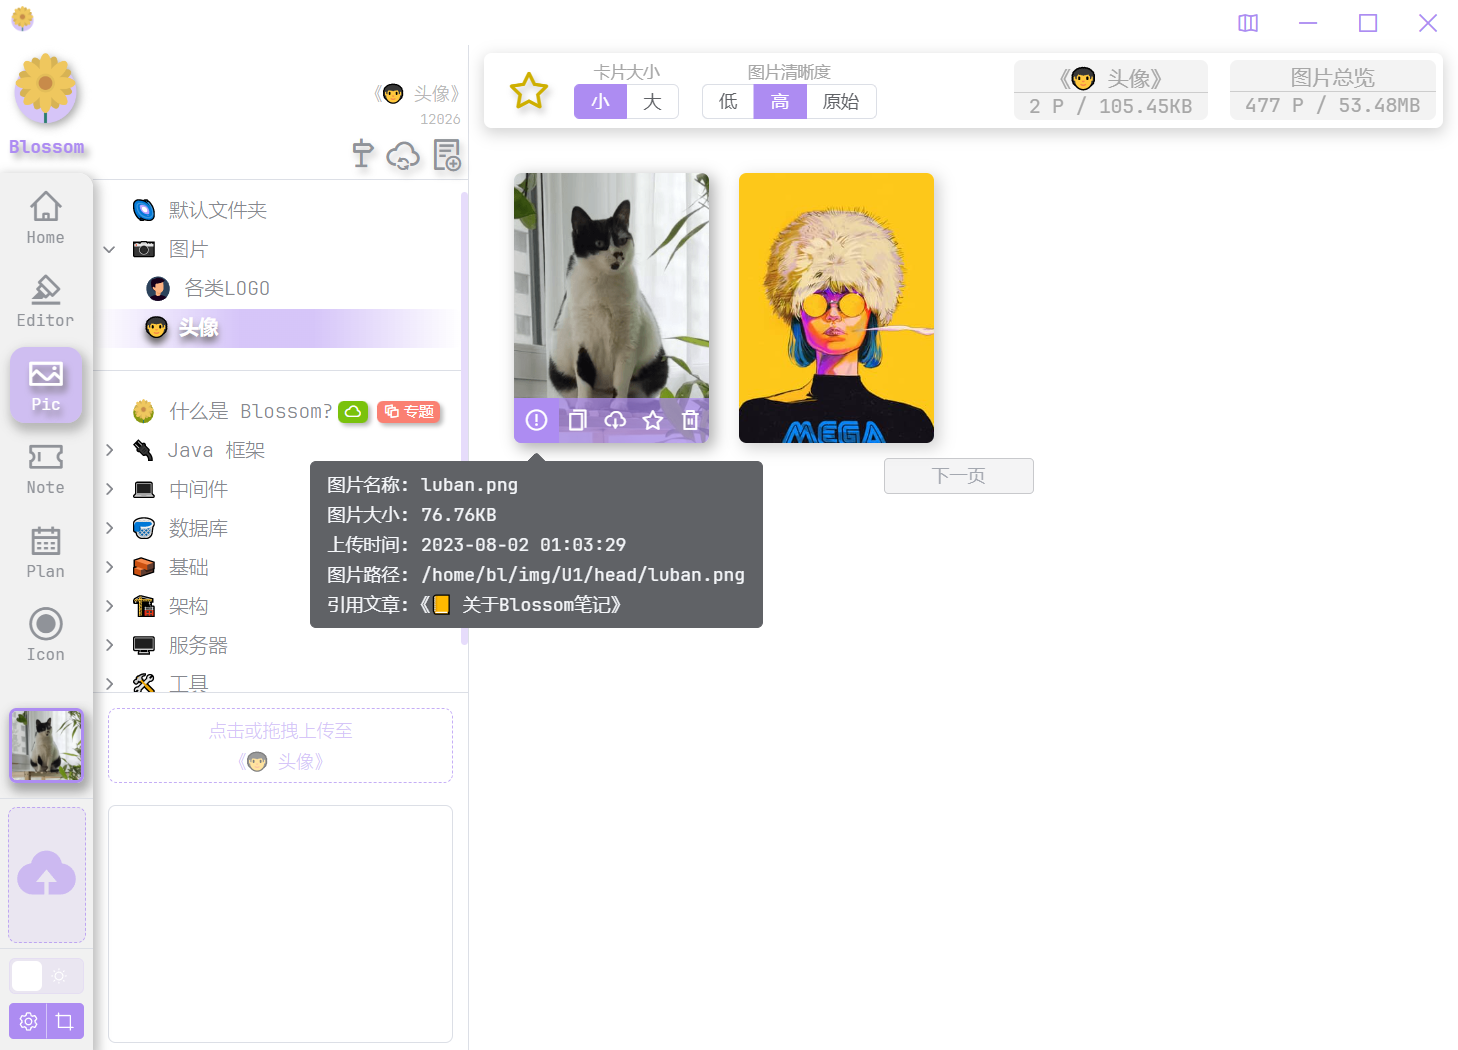 Blossom
Home
Editor
Pic
Note
Plan
Icon
《 头像》
12026
默认文件夹
图片
各类LOGO
头像
什么是 Blossom?
专题
Java 框架
中间件
数据库
基础
架构
服务器
工具
点击或拖拽上传至
《 头像》
卡片大小
小 大
图片清晰度
低 高 原始
《 头像》
2 P / 105.45KB
图片总览
477 P / 53.48MB
MEGA
图片名称: luban.png
图片大小: 76.76KB
上传时间: 2023-08-02 01:03:29
图片路径: /home/bl/img/U1/head/luban.png
引用文章:《 关于Blossom笔记》
下一页